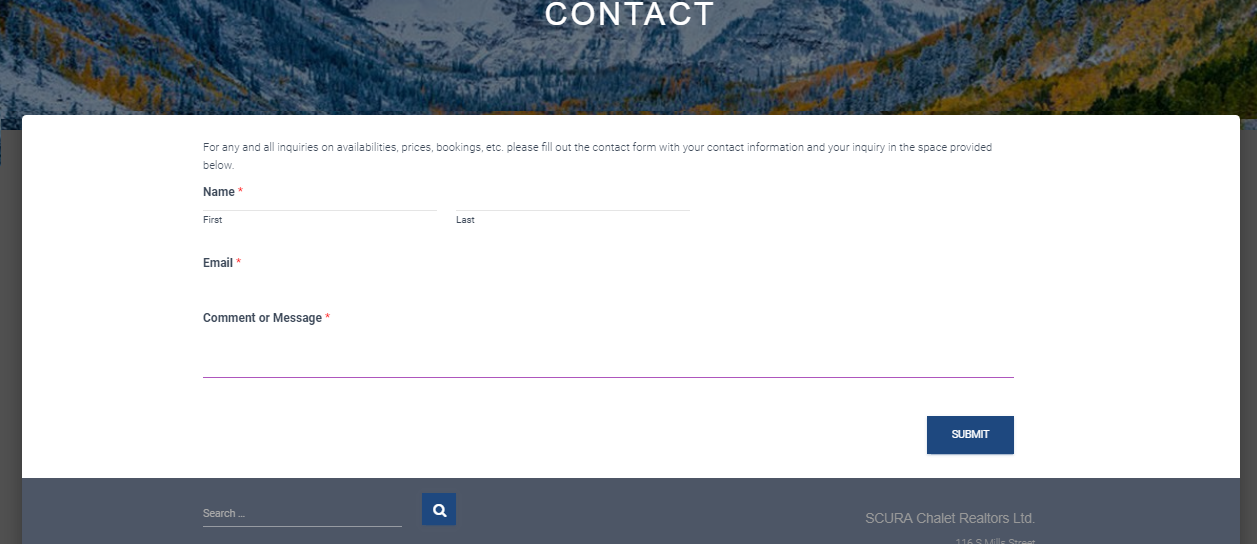 CONTACT
For any and all inquiries on availabilities, prices, bookings, etc. please fill out the contact form with your contact information and your inquiry in the space provided
below.
Name *
First
Last
Email *
Comment or Message *
SUBMIT
Search ...
SCURA Chalet Realtors Ltd.
116 S Mills Street